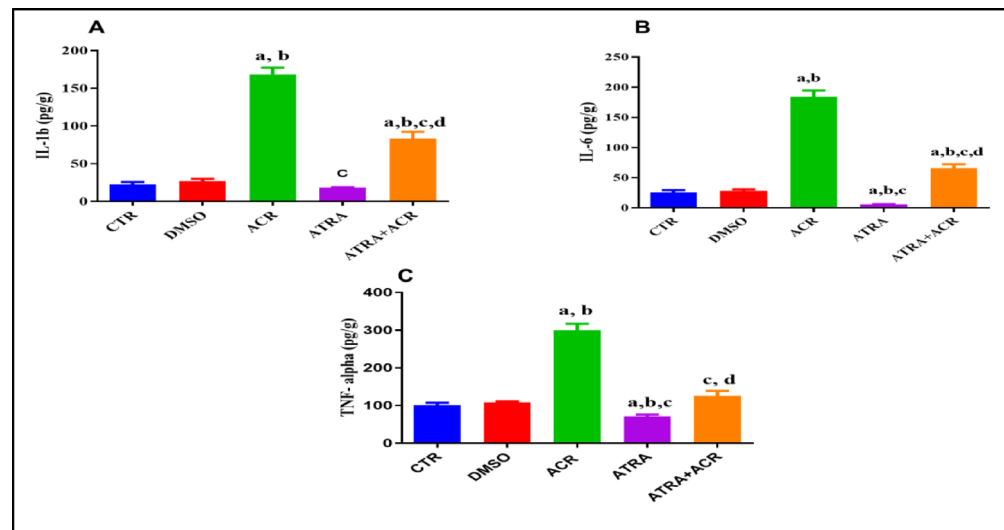 A
IL-1b (pg/g)
200
150
100
50
0
a, b
c
a,b,c,d
CTR
DMSO
ACR
ATRA
ATRA+ACR
B
IL-6 (pg/g)
250
200
150
100
50
0
a,b
a,b,c
a,b,c,d
CTR
DMSO
ACR
ATRA
ATRA+ACR
C
TNF- alpha (pg/g)
400
300
200
100
0
a, b
a,b,c
c, d
CTR
DMSO
ACR
ATRA
ATRA+ACR